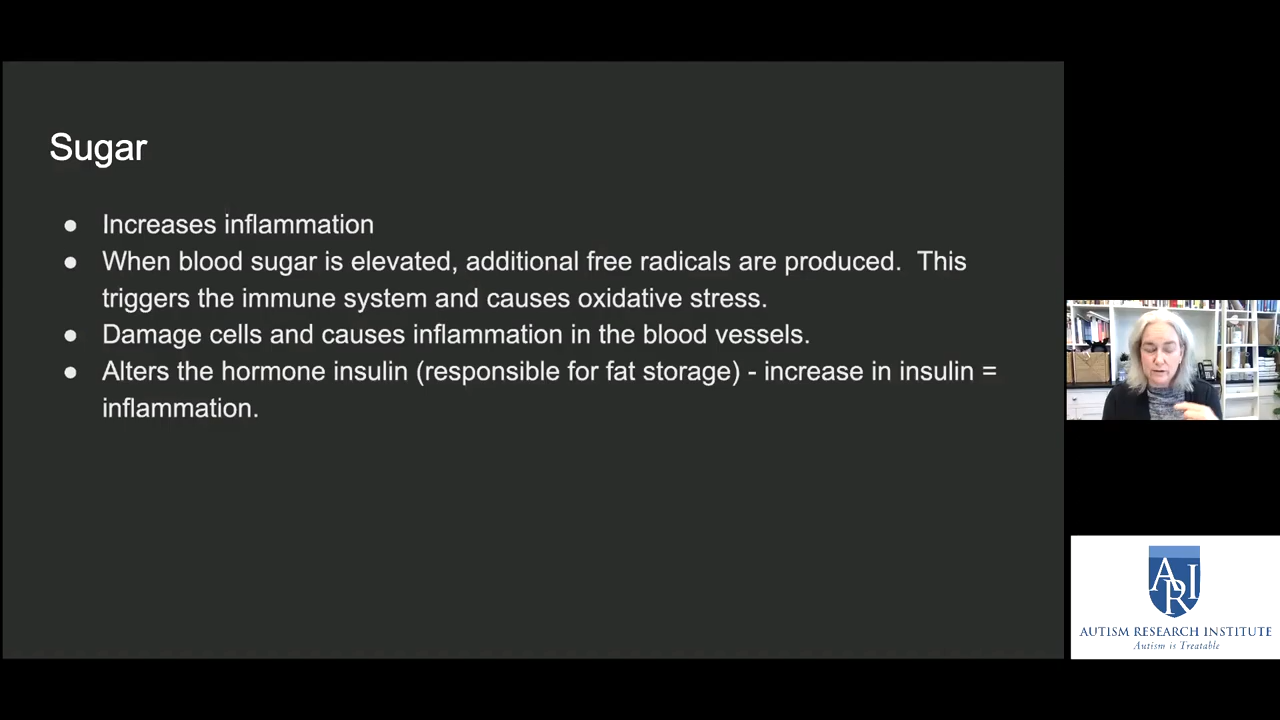 Sugar
● Increases inflammation
● When blood sugar is elevated, additional free radicals are produced.  This
triggers the immune system and causes oxidative stress.
● Damage cells and causes inflammation in the blood vessels.
● Alters the hormone insulin (responsible for fat storage) - increase in insulin =
inflammation.
ARI
AUTISM RESEARCH INSTITUTE
Autism is Treatable